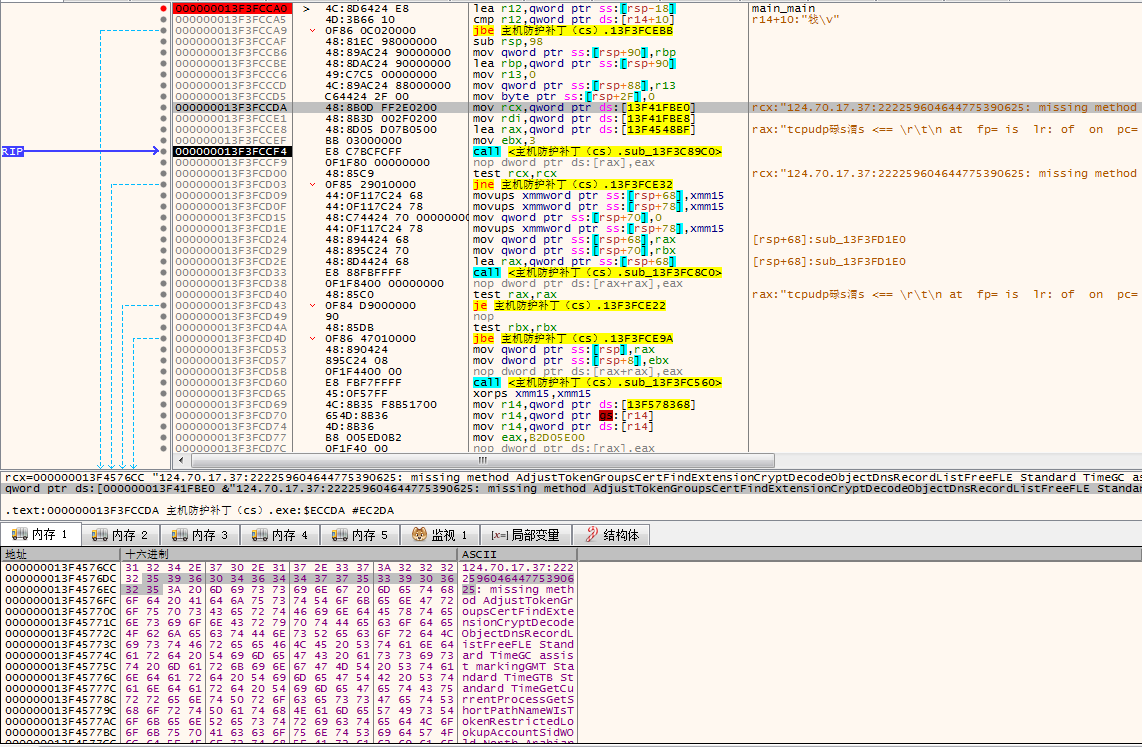 000000013F3FCCA0 > 4C:8D6424 E8 lea r12,qword ptr ss:[rsp-18] main_main
000000013F3FCCA5 4D:3B66 10 cmp r12,qword ptr ds:[r14+10]
000000013F3FCCA9 0F86 0C020000 jbe 主机防护补丁（cs）.13F3FCEBB
000000013F3FCCAF 48:81EC 98000000 sub rsp,98
000000013F3FCCB6 48:89AC24 90000000 mov qword ptr ss:[rsp+90],rbp
000000013F3FCCBE 48:8DAC24 90000000 lea rbp,qword ptr ss:[rsp+90]
000000013F3FCCC6 49:C7C5 00000000 mov r13,0
000000013F3FCCCD 4C:89AC24 88000000 mov qword ptr ss:[rsp+88],r13
000000013F3FCCD5 C64424 2F 00 mov byte ptr ss:[rsp+2F],0
000000013F3FCCDA 48:8B0D FF2E0200 mov rcx,qword ptr ds:[13F41FBE0] rcx:"124.70.17.37:22225960464477539​0625: missing method
000000013F3FCCE1 48:8B3D 002F0200 mov rdi,qword ptr ds:[13F41FBE8]
000000013F3FCCE8 48:8D05 D07B0500 lea rax,qword ptr ds:[13F4548BF] is lr: of on pc=
000000013F3FCCEF BB 03000000 mov ebx,3
RIP 000000013F3FCCF4 E8 C7BCFCFF call <主机防护补丁（cs）.sub_13F3C89C0>
000000013F3FCCF9 0F1F80 00000000 nop dword ptr ds:[rax],eax
000000013F3FCD00 48:85C9 test rcx,rcx rcx:"124.70.17.37:222259604644775390625: missing method
000000013F3FCD03 0F85 29010000 jne 主机防护补丁（cs）.13F3FCE32
000000013F3FCD09 44:0F117C24 68 movups xmmword ptr ss:[rsp+68],xmm15
000000013F3FCD0F 44:0F117C24 78 movups xmmword ptr ss:[rsp+78],xmm15
000000013F3FCD15 48:C74424 70 00000000 mov qword ptr ss:[rsp+70],0
000000013F3FCD1E 44:0F117C24 78 movups xmmword ptr ss:[rsp+78],xmm15
000000013F3FCD24 48:894424 68 mov qword ptr ss:[rsp+68],rax [rsp+68]:sub_13F3FD1E0
000000013F3FCD29 48:895C24 70 mov qword ptr ss:[rsp+70],rbx
000000013F3FCD2E 48:8D4424 68 lea rax,qword ptr ss:[rsp+68] [rsp+68]:sub_13F3FD1E0
000000013F3FCD33 E8 88FBFFFF call <主机防护补丁（cs）.sub_13F3FC8C0>
000000013F3FCD38 0F1F8400 00000000 nop dword ptr ds:[rax+rax],eax
000000013F3FCD40 48:85C0 test rax,rax is lr: of on pc=
000000013F3FCD43 0F84 D9000000 je 主机防护补丁（cs）.13F3FCE22
000000013F3FCD49 90 nop
000000013F3FCD4A 48:85DB test rbx,rbx
000000013F3FCD4D 0F86 47010000 jbe 主机防护补丁（cs）.13F3FCE9A
000000013F3FCD53 48:890424 mov qword ptr ss:[rsp],rax
000000013F3FCD57 895C24 08 mov dword ptr ss:[rsp+8],ebx
000000013F3FCD5B 0F1F4400 00 nop dword ptr ds:[rax+rax],eax
000000013F3FCD60 E8 FBF7FFFF call <主机防护补丁（cs）.sub_13F3FC560>
000000013F3FCD65 45:0F57FF xorps xmm15,xmm15
000000013F3FCD69 4C:8B35 F8B51700 mov r14,qword ptr ds:[13F578368]
000000013F3FCD70 654D:8B36 mov r14,qword ptr gs:[r14]
000000013F3FCD74 4D:8B36 mov r14,qword ptr ds:[r14]
000000013F3FCD77 B8 005ED0B2 mov eax,B2D05E00
000000013F3FCD7C 0F1F40 00 nop dword ptr ds:[rax],eax
rcx=000000013F4576CC "124.70.17.37:222259604644775390625: missing method AdjustTokenGroupsCertFindExtensionCryptDecodeObjectDnsRecordListFreeFLE Standard TimeGC as
qword ptr ds:[000000013F41FBE0 &"124.70.17.37:222259604644775390625: missing method AdjustTokenGroupsCertFindExtensionCryptDecodeObjectDnsRecordListFreeFLE Standar
.text:000000013F3FCCDA 主机防护补丁（cs）.exe:$ECCDA #EC2DA
内存 1 内存 2 内存 3 内存 4 内存 5 监视 1 [x=] 局部变量 结构体
地址 十六进制 ASCII
000000013F4576CC 31 32 34 2E 37 30 2E 31 37 2E 33 37 3A 32 32 32 124.70.17.37:222
000000013F4576DC 32 35 39 36 30 34 36 34 34 37 37 35 33 39 30 36 2596046447753906
000000013F4576EC 32 35 3A 20 6D 69 73 73 69 6E 67 20 6D 65 74 68 25: missing meth
000000013F4576FC 6F 64 20 41 64 6A 75 73 74 54 6F 6B 65 6E 47 72 od AdjustTokenGr
000000013F45770C 6F 75 70 73 43 65 72 74 46 69 6E 64 45 78 74 65 oupsCertFindExte
000000013F45771C 6E 73 69 6F 6E 43 72 79 70 74 44 65 63 6F 64 65 nsionCryptDecode
000000013F45772C 4F 62 6A 65 63 74 44 6E 73 52 65 63 6F 72 64 4C ObjectDnsRecordL
000000013F45773C 69 73 74 46 72 65 65 46 4C 45 20 53 74 61 6E 64 istFreeFLE Stand
000000013F45774C 61 72 64 20 54 69 6D 65 47 43 20 61 73 73 69 73 ard TimeGC assis
000000013F45775C 74 20 6D 61 72 6B 69 6E 67 47 4D 54 20 53 74 61 t markingGMT Sta
000000013F45776C 6E 64 61 72 64 20 54 69 6D 65 47 54 42 20 53 74 ndard TimeGTB St
000000013F45777C 61 6E 64 61 72 64 20 54 69 6D 65 47 65 74 43 75 andard TimeGetCu
000000013F45778C 72 72 65 6E 74 50 72 6F 63 65 73 73 47 65 74 53 rrentProcessGetS
000000013F45779C 68 6F 72 74 50 61 74 68 4E 61 6D 65 57 49 73 54 hortPathNameWIsT
000000013F4577AC 6F 6B 65 6E 52 65 73 74 72 69 63 74 65 64 4C 6F okenRestrictedLo
000000013F4577BC 6F 6B 75 70 41 63 63 6F 75 6E 74 53 69 64 57 4F okupAccountSidWO